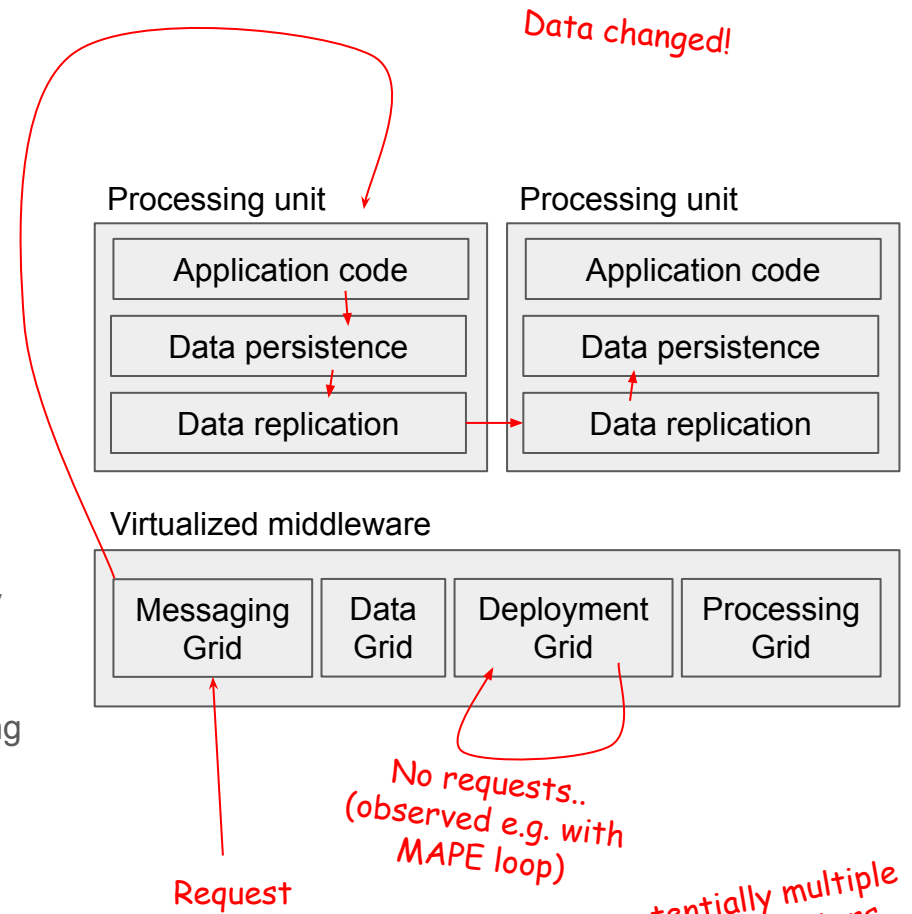 Data changed!
Processing unit
Processing unit
Application code
Application code
Data persistence
Data persistence
Data replication
Data replication
Virtualized middleware
Messaging
Grid
Data
Grid
Deployment
Grid
Processing
Grid
No requests..
(observed e.g. with
MAPE loop)
Request
multiple